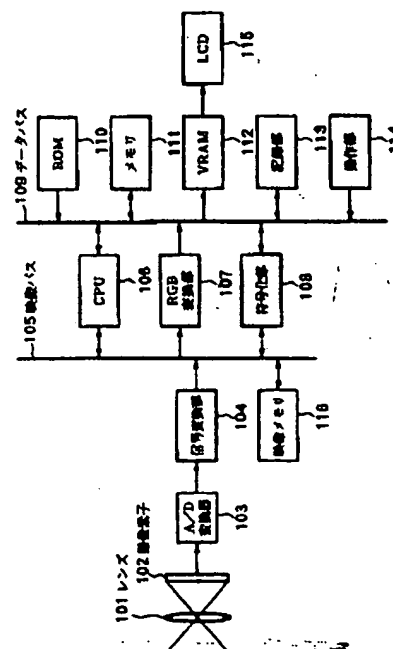 101 レンズ
102 撮像素子
A/D
変換器
103
信号変換部
104
映像メモリ
116
105 映像バス
CPU
106
RGB
変換部
107
符号化部
108
109 データバス
ROM
110
メモリ
111
VRAM
112
記録部
113
操作部
LCD
115